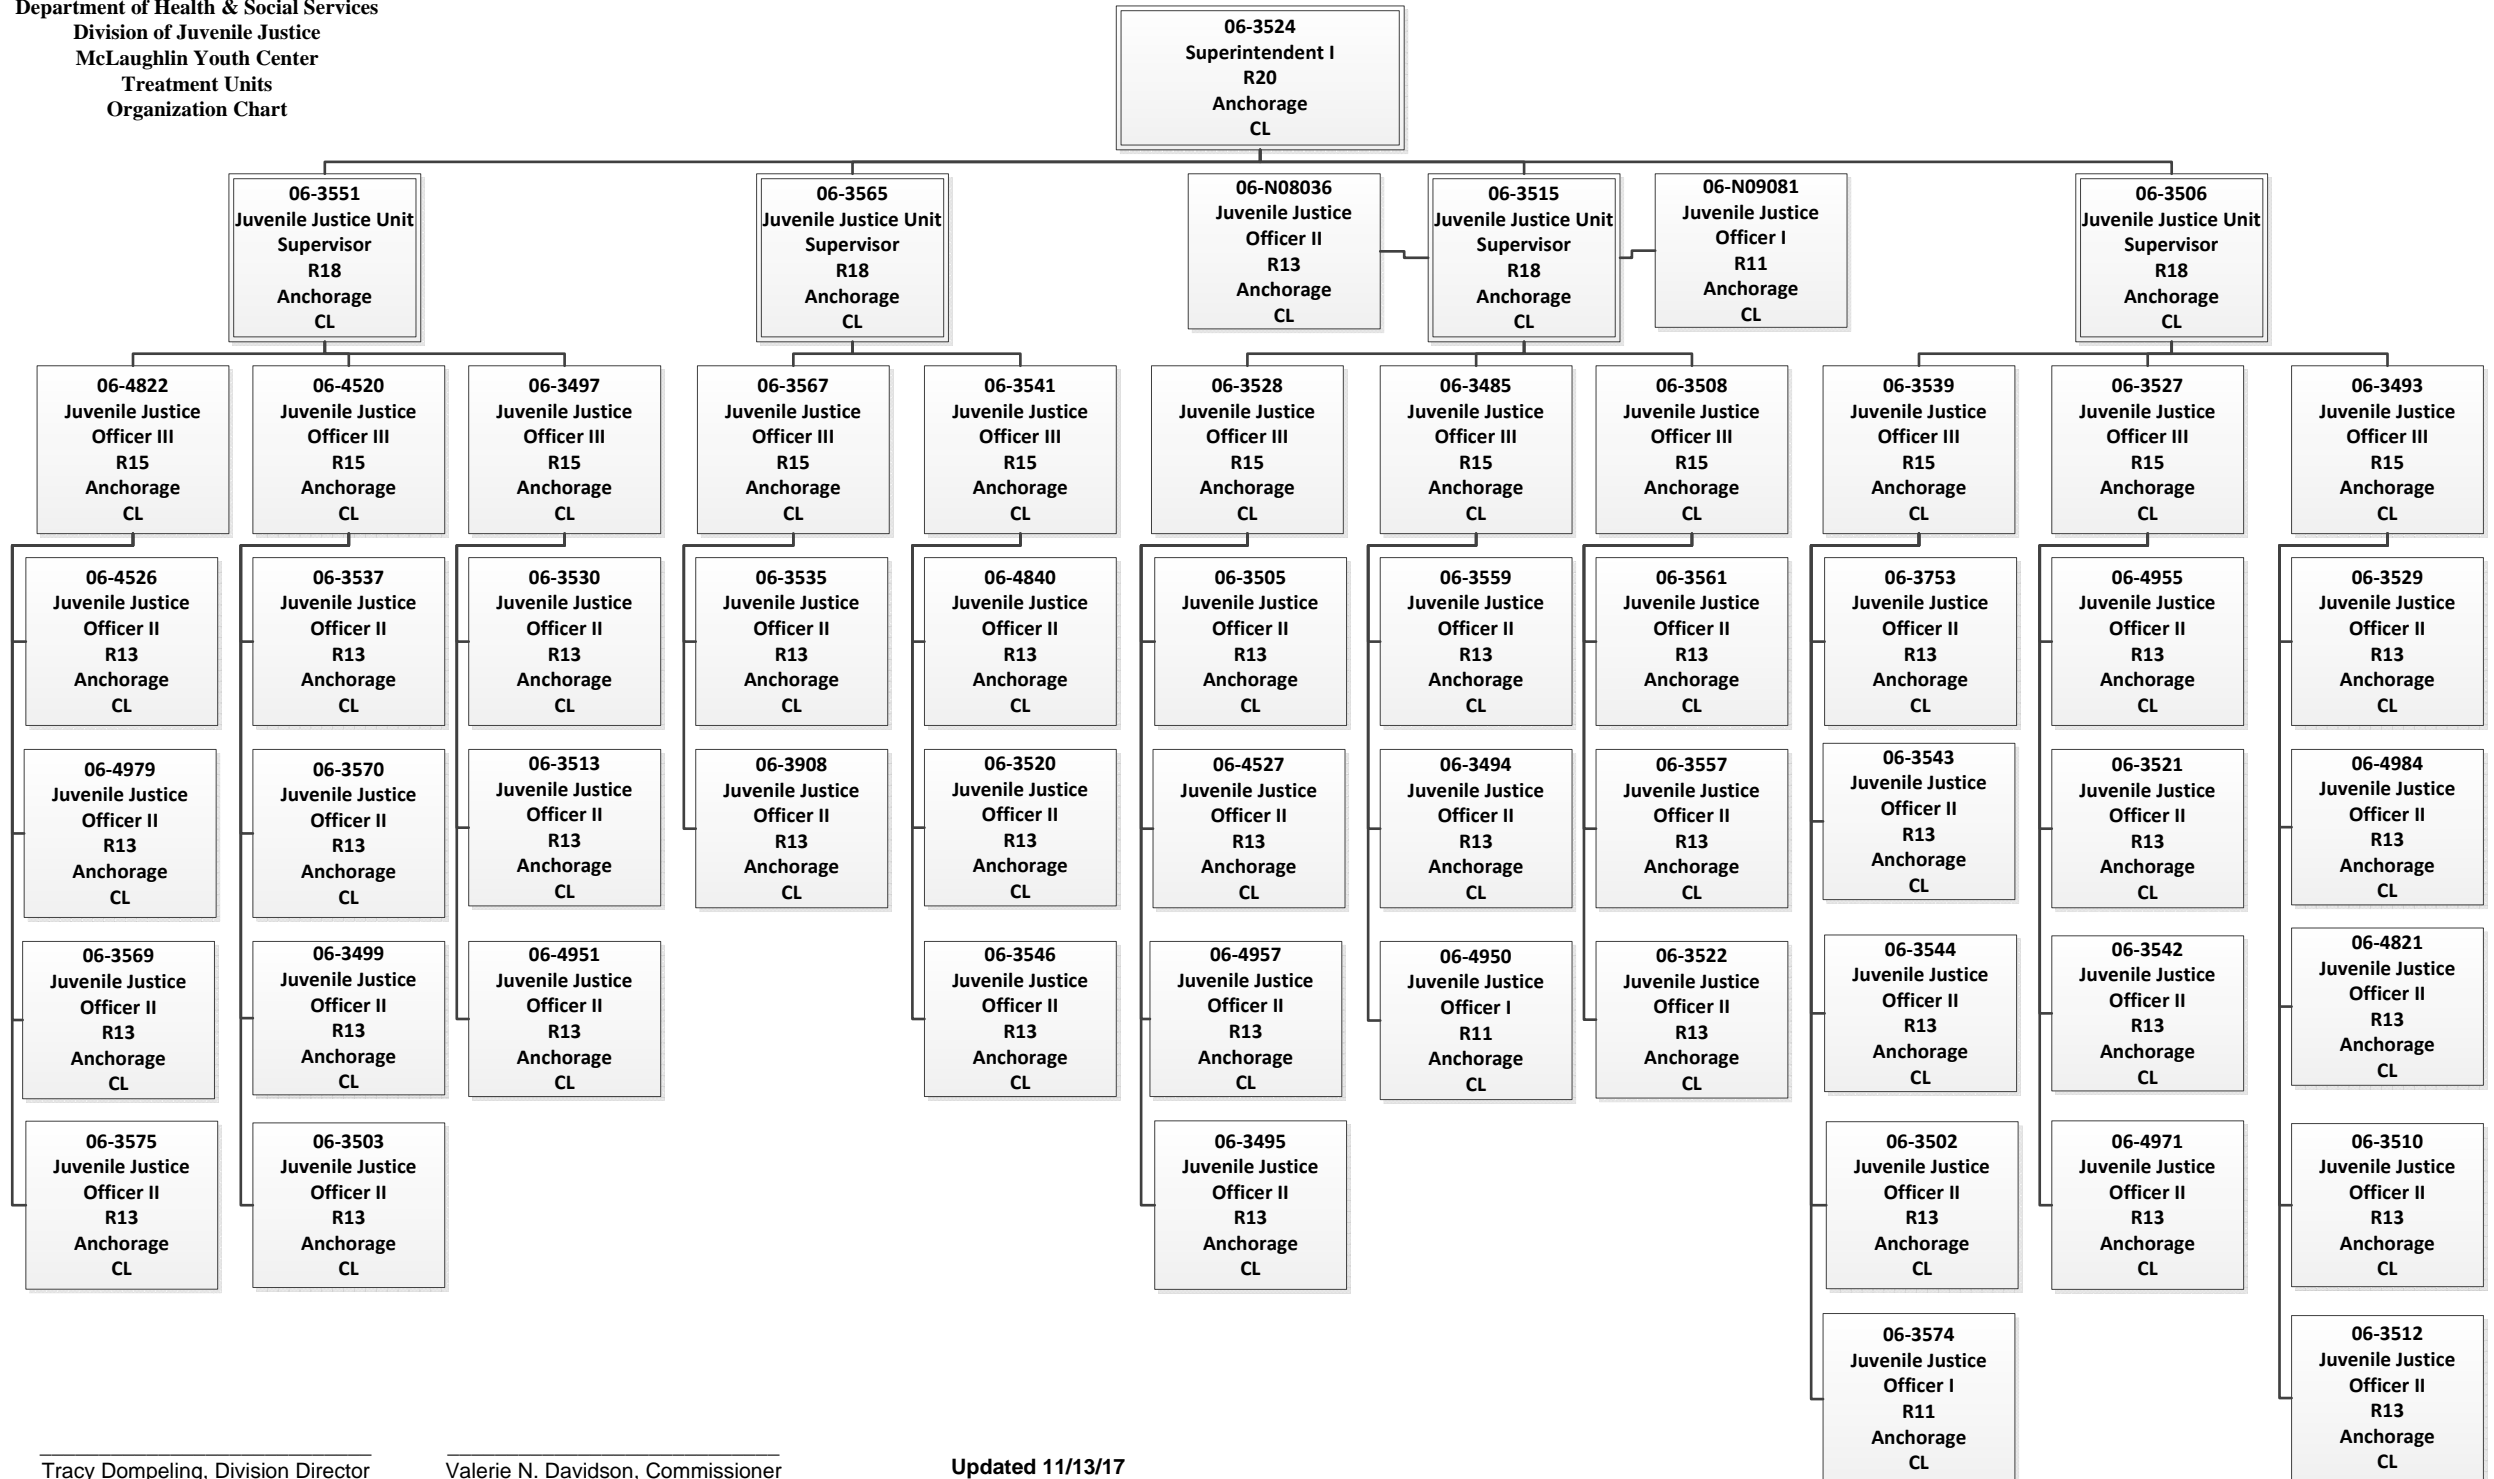 Department of Health & Social Services
Division of Juvenile Justice
McLaughlin Youth Center
Treatment Units
Organization Chart
06-3524
Superintendent I
R20
Anchorage
CL
06-3551
Juvenile Justice Unit
Supervisor
R18
Anchorage
CL
06-3565
Juvenile Justice Unit
Supervisor
R18
Anchorage
CL
06-N08036
Juvenile Justice
Officer II
R13
Anchorage
CL
06-3515
Juvenile Justice Unit
Supervisor
R18
Anchorage
CL
06-N09081
Juvenile Justice
Officer I
R11
Anchorage
CL
06-3506
Juvenile Justice Unit
Supervisor
R18
Anchorage
CL
06-4822
Juvenile Justice
Officer III
R15
Anchorage
CL
06-4520
Juvenile Justice
Officer III
R15
Anchorage
CL
06-3497
Juvenile Justice
Officer III
R15
Anchorage
CL
06-3567
Juvenile Justice
Officer III
R15
Anchorage
CL
06-3541
Juvenile Justice
Officer III
R15
Anchorage
CL
06-3528
Juvenile Justice
Officer III
R15
Anchorage
CL
06-3485
Juvenile Justice
Officer III
R15
Anchorage
CL
06-3508
Juvenile Justice
Officer III
R15
Anchorage
CL
06-3539
Juvenile Justice
Officer III
R15
Anchorage
CL
06-3527
Juvenile Justice
Officer III
R15
Anchorage
CL
06-3493
Juvenile Justice
Officer III
R15
Anchorage
CL
06-4526
Juvenile Justice
Officer II
R13
Anchorage
CL
06-3537
Juvenile Justice
Officer II
R13
Anchorage
CL
06-3530
Juvenile Justice
Officer II
R13
Anchorage
CL
06-3535
Juvenile Justice
Officer II
R13
Anchorage
CL
06-4840
Juvenile Justice
Officer II
R13
Anchorage
CL
06-3505
Juvenile Justice
Officer II
R13
Anchorage
CL
06-3559
Juvenile Justice
Officer II
R13
Anchorage
CL
06-3561
Juvenile Justice
Officer II
R13
Anchorage
CL
06-3753
Juvenile Justice
Officer II
R13
Anchorage
CL
06-4955
Juvenile Justice
Officer II
R13
Anchorage
CL
06-3529
Juvenile Justice
Officer II
R13
Anchorage
CL
06-4979
Juvenile Justice
Officer II
R13
Anchorage
CL
06-3570
Juvenile Justice
Officer II
R13
Anchorage
CL
06-3513
Juvenile Justice
Officer II
R13
Anchorage
CL
06-3908
Juvenile Justice
Officer II
R13
Anchorage
CL
06-3520
Juvenile Justice
Officer II
R13
Anchorage
CL
06-4527
Juvenile Justice
Officer II
R13
Anchorage
CL
06-3494
Juvenile Justice
Officer II
R13
Anchorage
CL
06-3557
Juvenile Justice
Officer II
R13
Anchorage
CL
06-3543
Juvenile Justice
Officer II
R13
Anchorage
CL
06-3521
Juvenile Justice
Officer II
R13
Anchorage
CL
06-4984
Juvenile Justice
Officer II
R13
Anchorage
CL
06-3569
Juvenile Justice
Officer II
R13
Anchorage
CL
06-3499
Juvenile Justice
Officer II
R13
Anchorage
CL
06-4951
Juvenile Justice
Officer II
R13
Anchorage
CL
06-3546
Juvenile Justice
Officer II
R13
Anchorage
CL
06-4957
Juvenile Justice
Officer II
R13
Anchorage
CL
06-4950
Juvenile Justice
Officer I
R11
Anchorage
CL
06-3522
Juvenile Justice
Officer II
R13
Anchorage
CL
06-3544
Juvenile Justice
Officer II
R13
Anchorage
CL
06-3542
Juvenile Justice
Officer II
R13
Anchorage
CL
06-4821
Juvenile Justice
Officer II
R13
Anchorage
CL
06-3575
Juvenile Justice
Officer II
R13
Anchorage
CL
06-3503
Juvenile Justice
Officer II
R13
Anchorage
CL
06-3495
Juvenile Justice
Officer II
R13
Anchorage
CL
06-3502
Juvenile Justice
Officer II
R13
Anchorage
CL
06-4971
Juvenile Justice
Officer II
R13
Anchorage
CL
06-3510
Juvenile Justice
Officer II
R13
Anchorage
CL
06-3574
Juvenile Justice
Officer I
R11
Anchorage
CL
06-3512
Juvenile Justice
Officer II
R13
Anchorage
CL
Tracy Dompeling, Division Director
Valerie N. Davidson, Commissioner
Updated 11/13/17